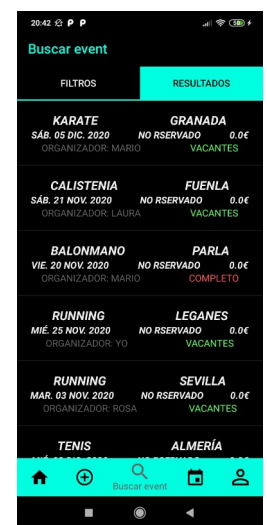 20:42 P P 50
Buscar event
FILTROS RESULTADOS
KARATE GRANADA
SÁB. 05 DIC. 2020 NO RSERVADO 0.0€
ORGANIZADOR: MARIO VACANTES
CALISTENIA FUENLA
SÁB. 21 NOV. 2020 NO RSERVADO 0.0€
ORGANIZADOR: LAURA VACANTES
BALONMANO PARLA
VIE. 20 NOV. 2020 NO RSERVADO 0.0€
ORGANIZADOR: MARIO COMPLETO
RUNNING LEGANES
MIÉ. 25 NOV. 2020 NO RSERVADO 0.0€
ORGANIZADOR: YO VACANTES
RUNNING SEVILLA
MAR. 03 NOV. 2020 NO RSERVADO 0.0€
ORGANIZADOR: ROSA VACANTES
TENIS ALMERÍA
Buscar event